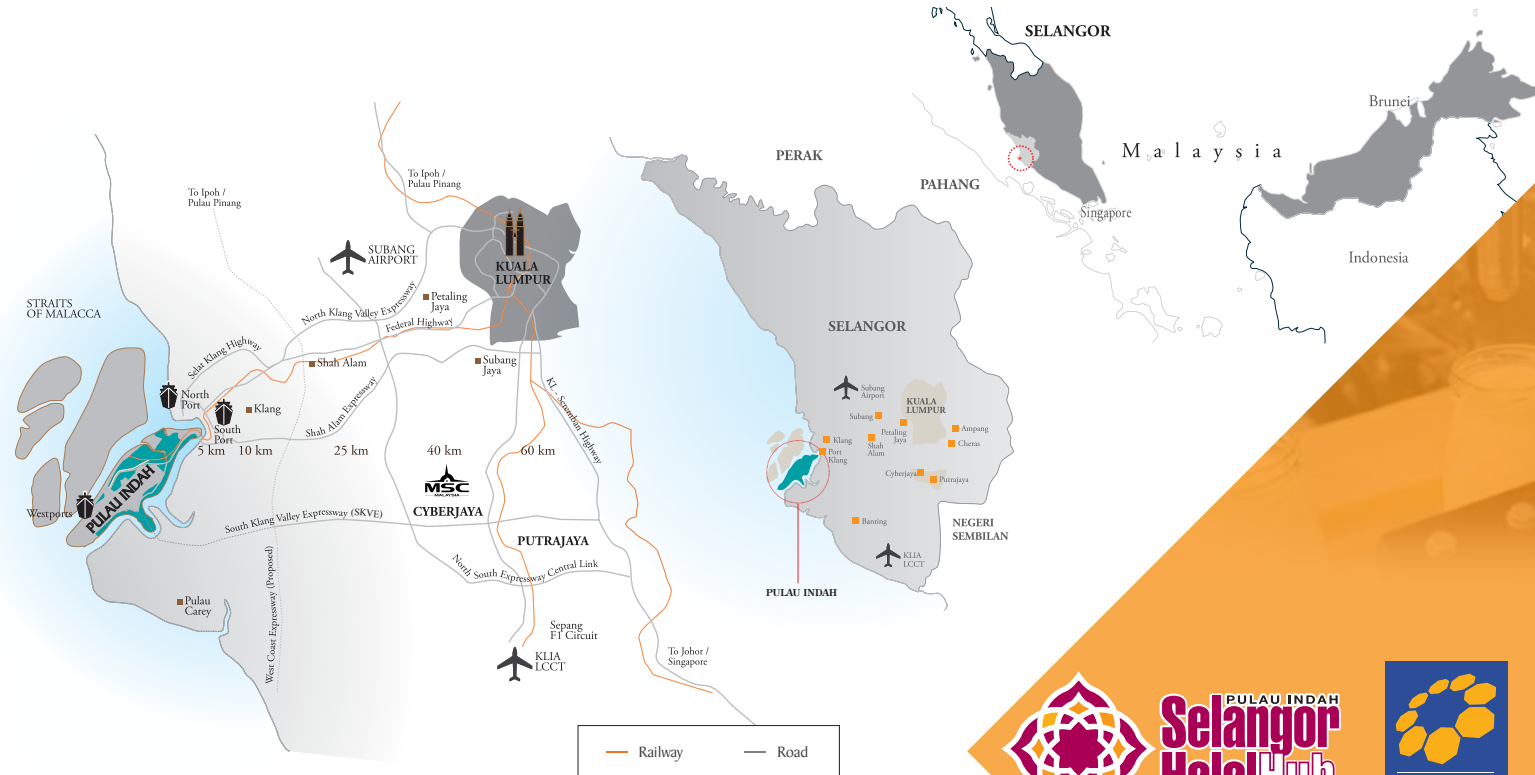 STRAITS
OF MALACCA
To Ipoh /
Pulau Pinang
To Ipoh /
Pulau Pinang
SUBANG
AIRPORT
KUALA
LUMPUR
Petaling
Jaya
North Klang Valley Expressway
Federal Highway
Selat Klang Highway
Shah Alam
Subang
Jaya
North
Port
South
Port
Klang
Shah Alam Expressway
KL - Seremban Highway
5 km
10 km
25 km
40 km
60 km
MSC
MALAYSIA
CYBERJAYA
Westports
PULAU INDAH
South Klang Valley Expressway (SKVE)
PUTRAJAYA
North South Expressway Central Link
West Coast Expressway (Proposed)
Pulau
Carey
Sepang
F1 Circuit
KLIA
LCCT
To Johor /
Singapore
Railway
Road
PERAK
PAHANG
SELANGOR
Subang
Airport
KUALA
LUMPUR
Subang
Petaling
Jaya
Ampang
Klang
Shah
Alam
Cheras
Port
Klang
Cyberjaya
Putrajaya
Banting
NEGERI
SEMBILAN
KLIA
LCCT
PULAU INDAH
SELANGOR
Brunei
Malaysia
Singapore
Indonesia
PULAU INDAH
Selangor
HalalHub